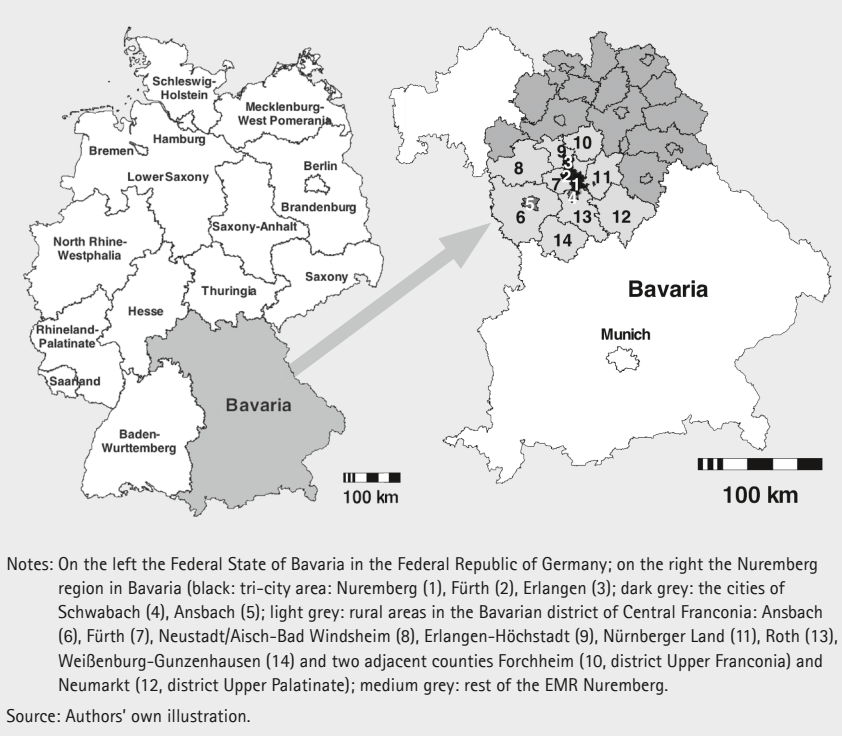 Schleswig-
Holstein
Mecklenburg-
West Pomerania
Hamburg
Bremen
Lower Saxony
Berlin
Brandenburg
Saxony-Anhalt
North Rhine-
Westphalia
Saxony
Thuringia
Hesse
Rhineland-
Palatinate
Saarland
Bavaria
Baden-
Wurttemberg
100 km
9
10
3
8
2
7
1
11
5
4
6
13
12
14
Bavaria
Munich
100 km
Notes: On the left the Federal State of Bavaria in the Federal Republic of Germany; on the right the Nuremberg
region in Bavaria (black: tri-city area: Nuremberg (1), Fürth (2), Erlangen (3); dark grey: the cities of
Schwabach (4), Ansbach (5); light grey: rural areas in the Bavarian district of Central Franconia: Ansbach
(6), Fürth (7), Neustadt/Aisch-Bad Windsheim (8), Erlangen-Höchstadt (9), Nürnberger Land (11), Roth (13),
Weißenburg-Gunzenhausen (14) and two adjacent counties Forchheim (10, district Upper Franconia) and
Neumarkt (12, district Upper Palatinate); medium grey: rest of the EMR Nuremberg.
Source: Authors' own illustration.